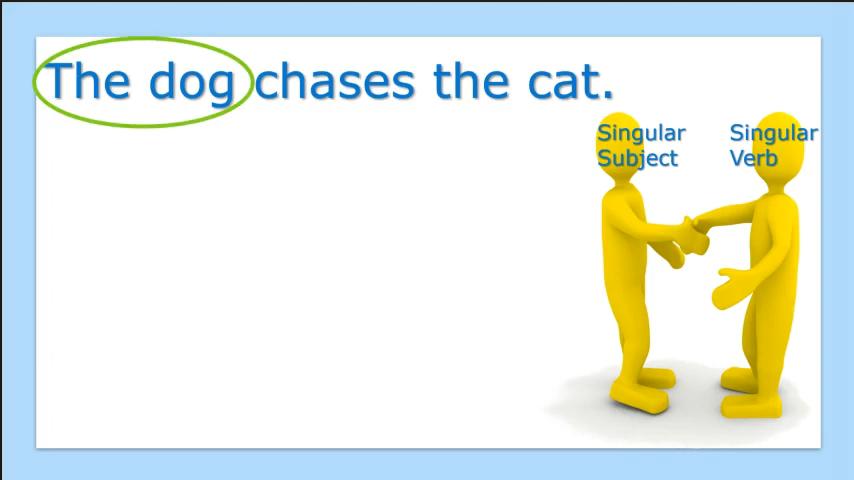 The dog chases the cat.
Singular
Subject
Singular
Verb